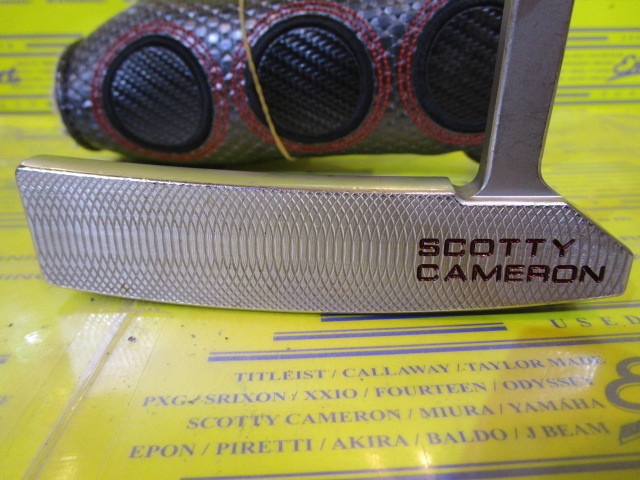 SCOTTY
CAMERON
USED
TITLEIST / CALLAWAY / TAYLOR MADE
PXG / SRIXON / XXIO / FOURTEEN / ODYSSEY
SCOTTY CAMERON / MIURA / YAMAHA
EPON / PIRETTI / AKIRA / BALDO / J BEAM